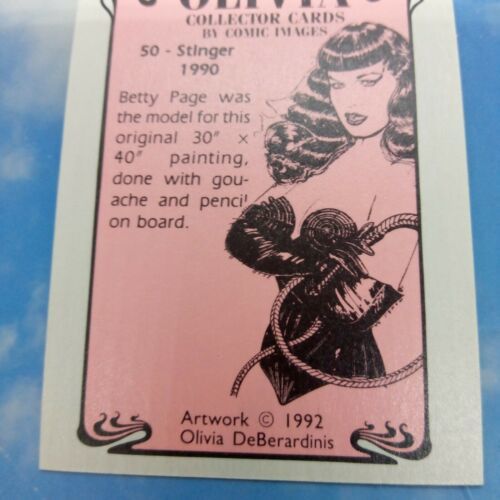 OLIVIA
COLLECTOR CARDS
BY COMIC IMAGES
50 - Stinger
1990
Betty Page was
the model for this
original 30" ×
40" painting,
done with gou-
ache and pencil
on board.
Artwork © 1992
Olivia DeBerardinis